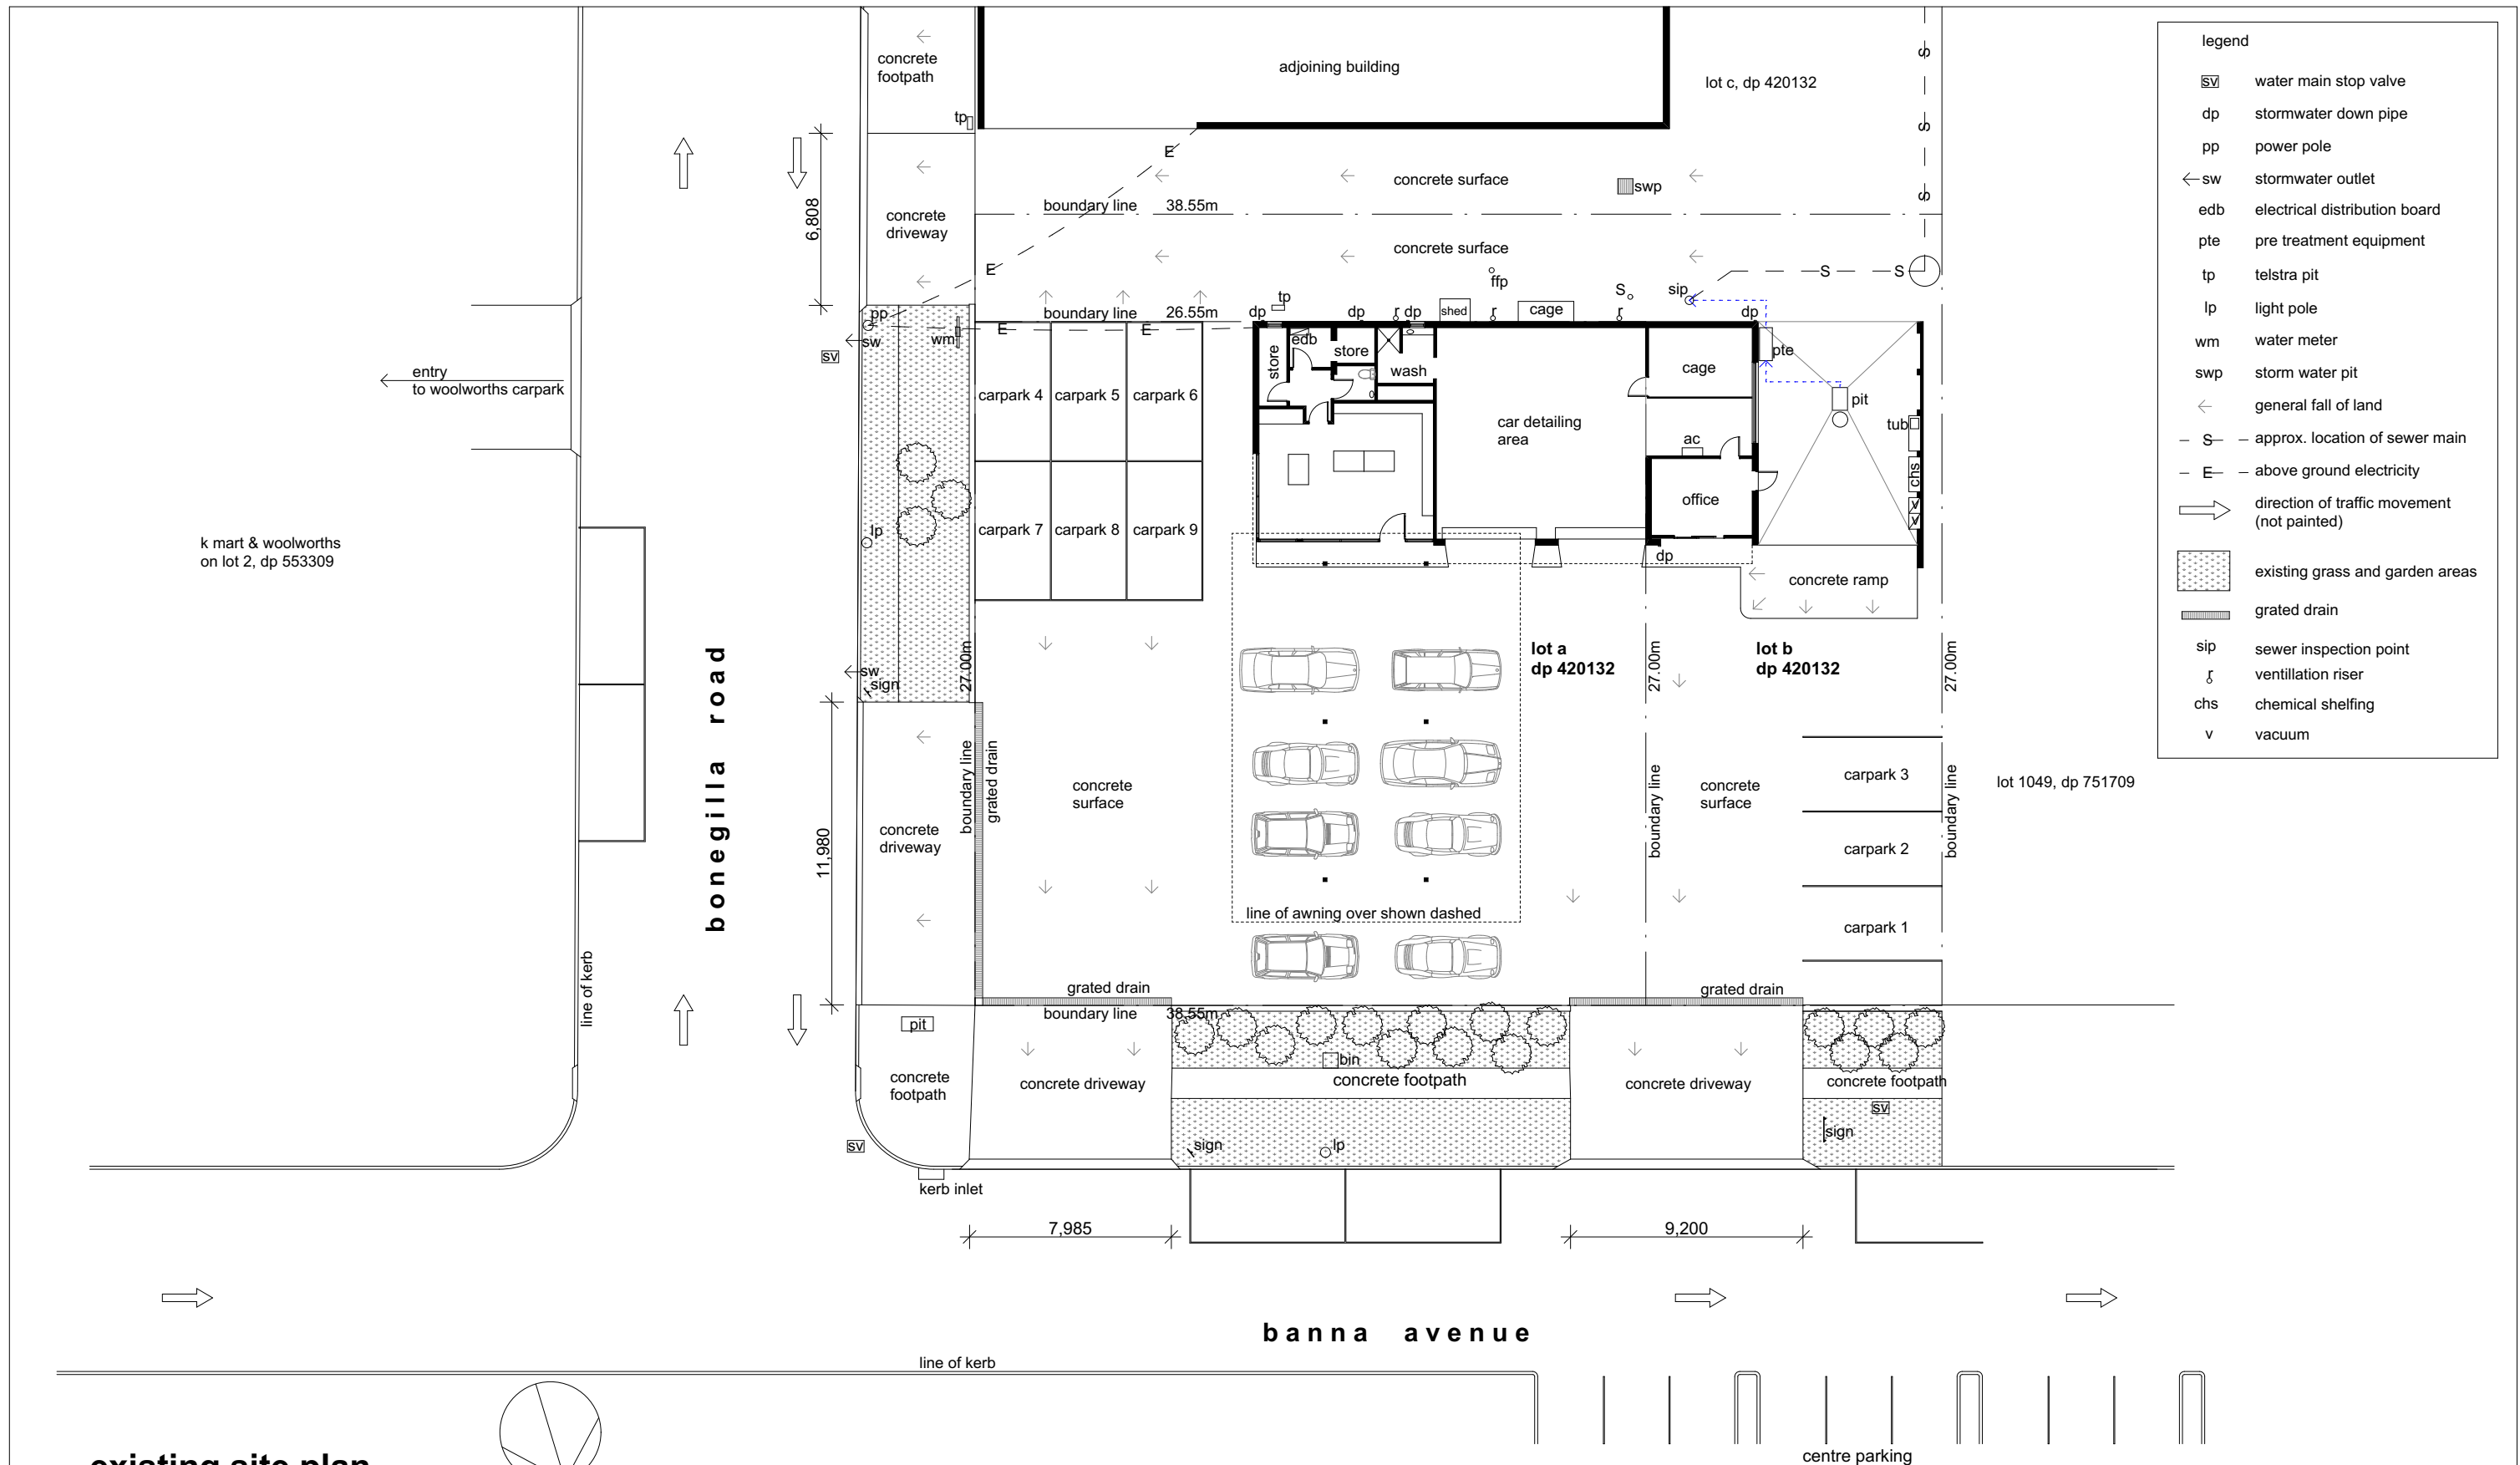 concrete
footpath
adjoining building
lot c, dp 420132
S
S
S
tp
E
6,808
concrete surface
swp
boundary line 38.55m
concrete
driveway
concrete surface
E
ffp
S
sip
S
S
pp
sw
sv
wm
E
boundary line 26.55m
E
dp
tp
dp
r
dp
shed
r
cage
r
dp
entry
to woolworths carpark
store
edb
store
wash
cage
pte
pit
tub
chs
v
v
carpark 4
carpark 5
carpark 6
car detailing
area
ac
office
lp
carpark 7
carpark 8
carpark 9
k mart & woolworths
on lot 2, dp 553309
dp
concrete ramp
bonegilla road
sw
sign
27.00m
lot a
dp 420132
27.00m
lot b
dp 420132
27.00m
boundary line
grated drain
concrete
surface
boundary line
concrete
surface
carpark 3
boundary line
lot 1049, dp 751709
11,980
concrete
driveway
carpark 2
line of awning over shown dashed
carpark 1
line of kerb
grated drain
grated drain
pit
boundary line 38.55m
bin
concrete
footpath
concrete driveway
concrete footpath
concrete driveway
concrete footpath
sv
sv
sign
lp
sign
kerb inlet
7,985
9,200
banna avenue
line of kerb
centre parking
existing site plan
legend
sv water main stop valve
dp stormwater down pipe
pp power pole
sw stormwater outlet
edb electrical distribution board
pte pre treatment equipment
tp telstra pit
lp light pole
wm water meter
swp storm water pit
general fall of land
S approx. location of sewer main
E above ground electricity
direction of traffic movement
(not painted)
existing grass and garden areas
grated drain
sip sewer inspection point
r ventillation riser
chs chemical shelfing
v vacuum